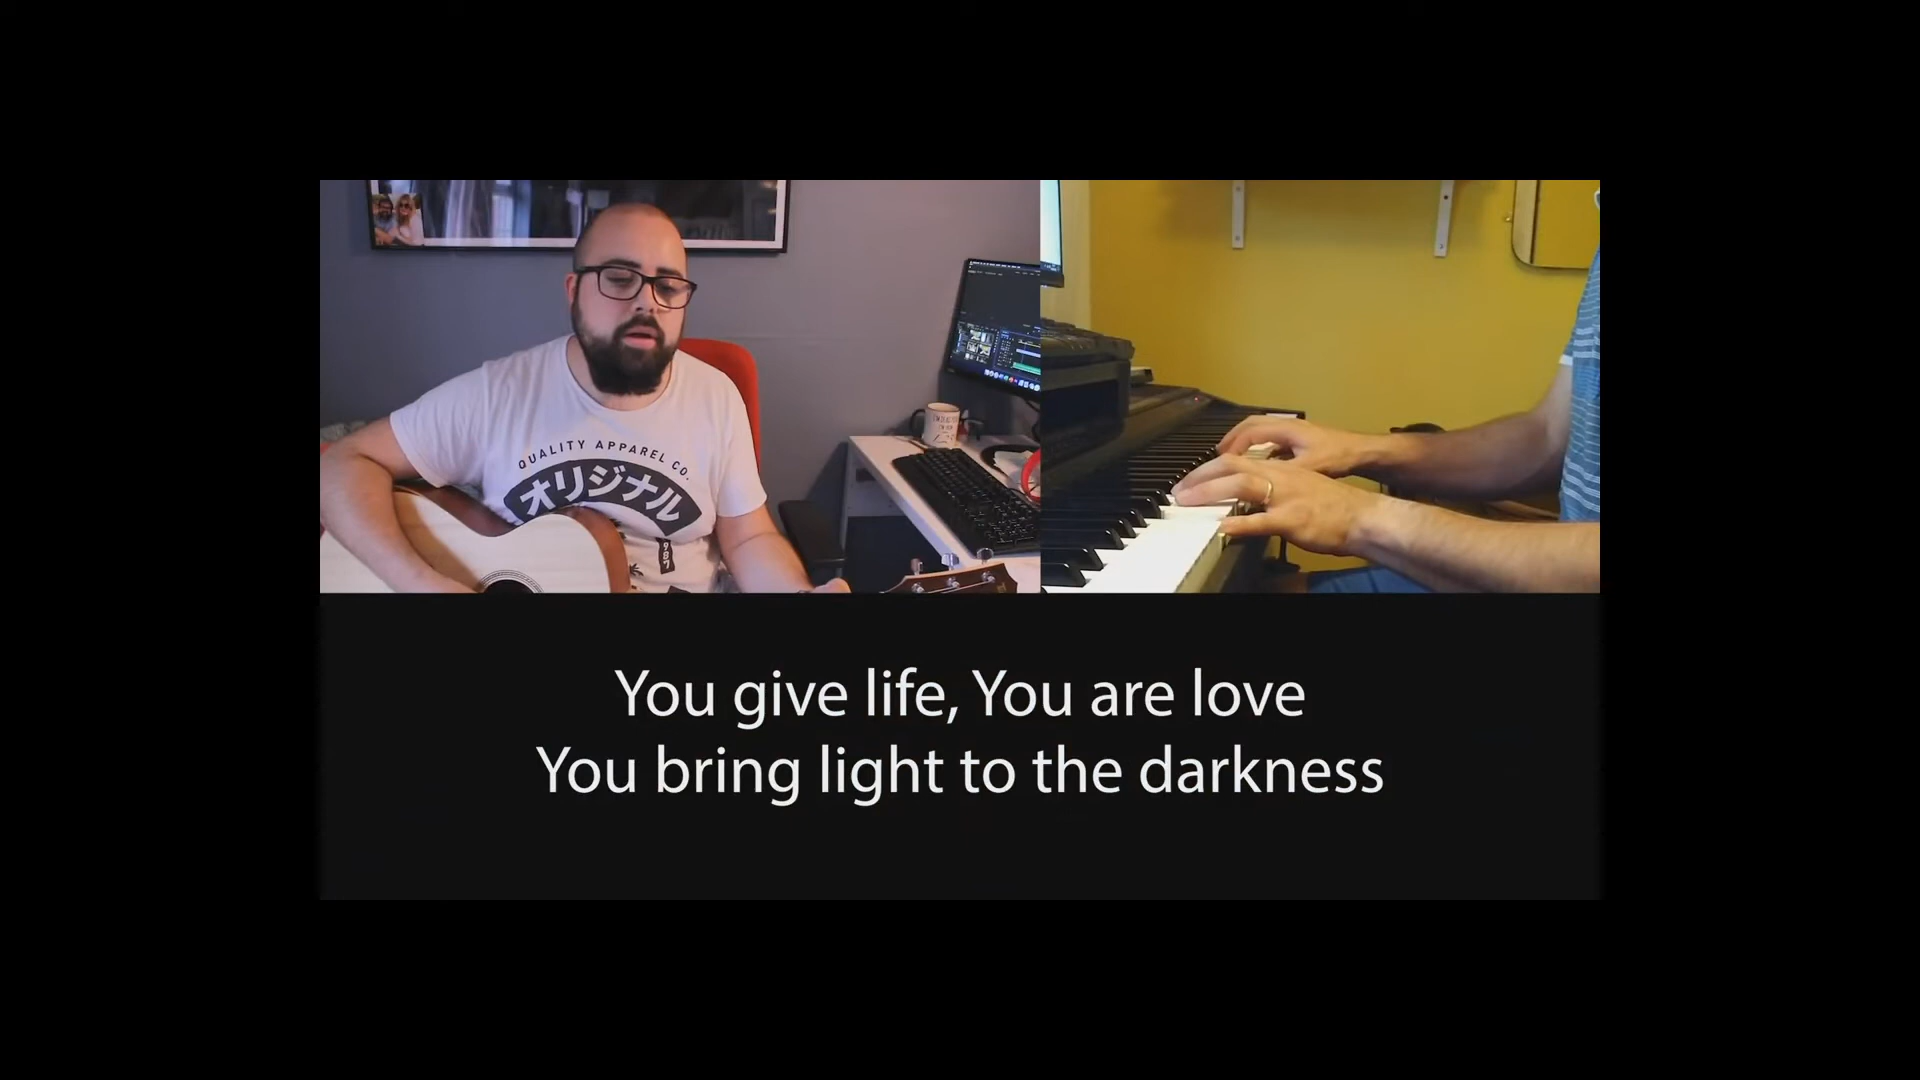 QUALITY APPAREL CO.
オリジナル
987
You give life, You are love
You bring light to the darkness